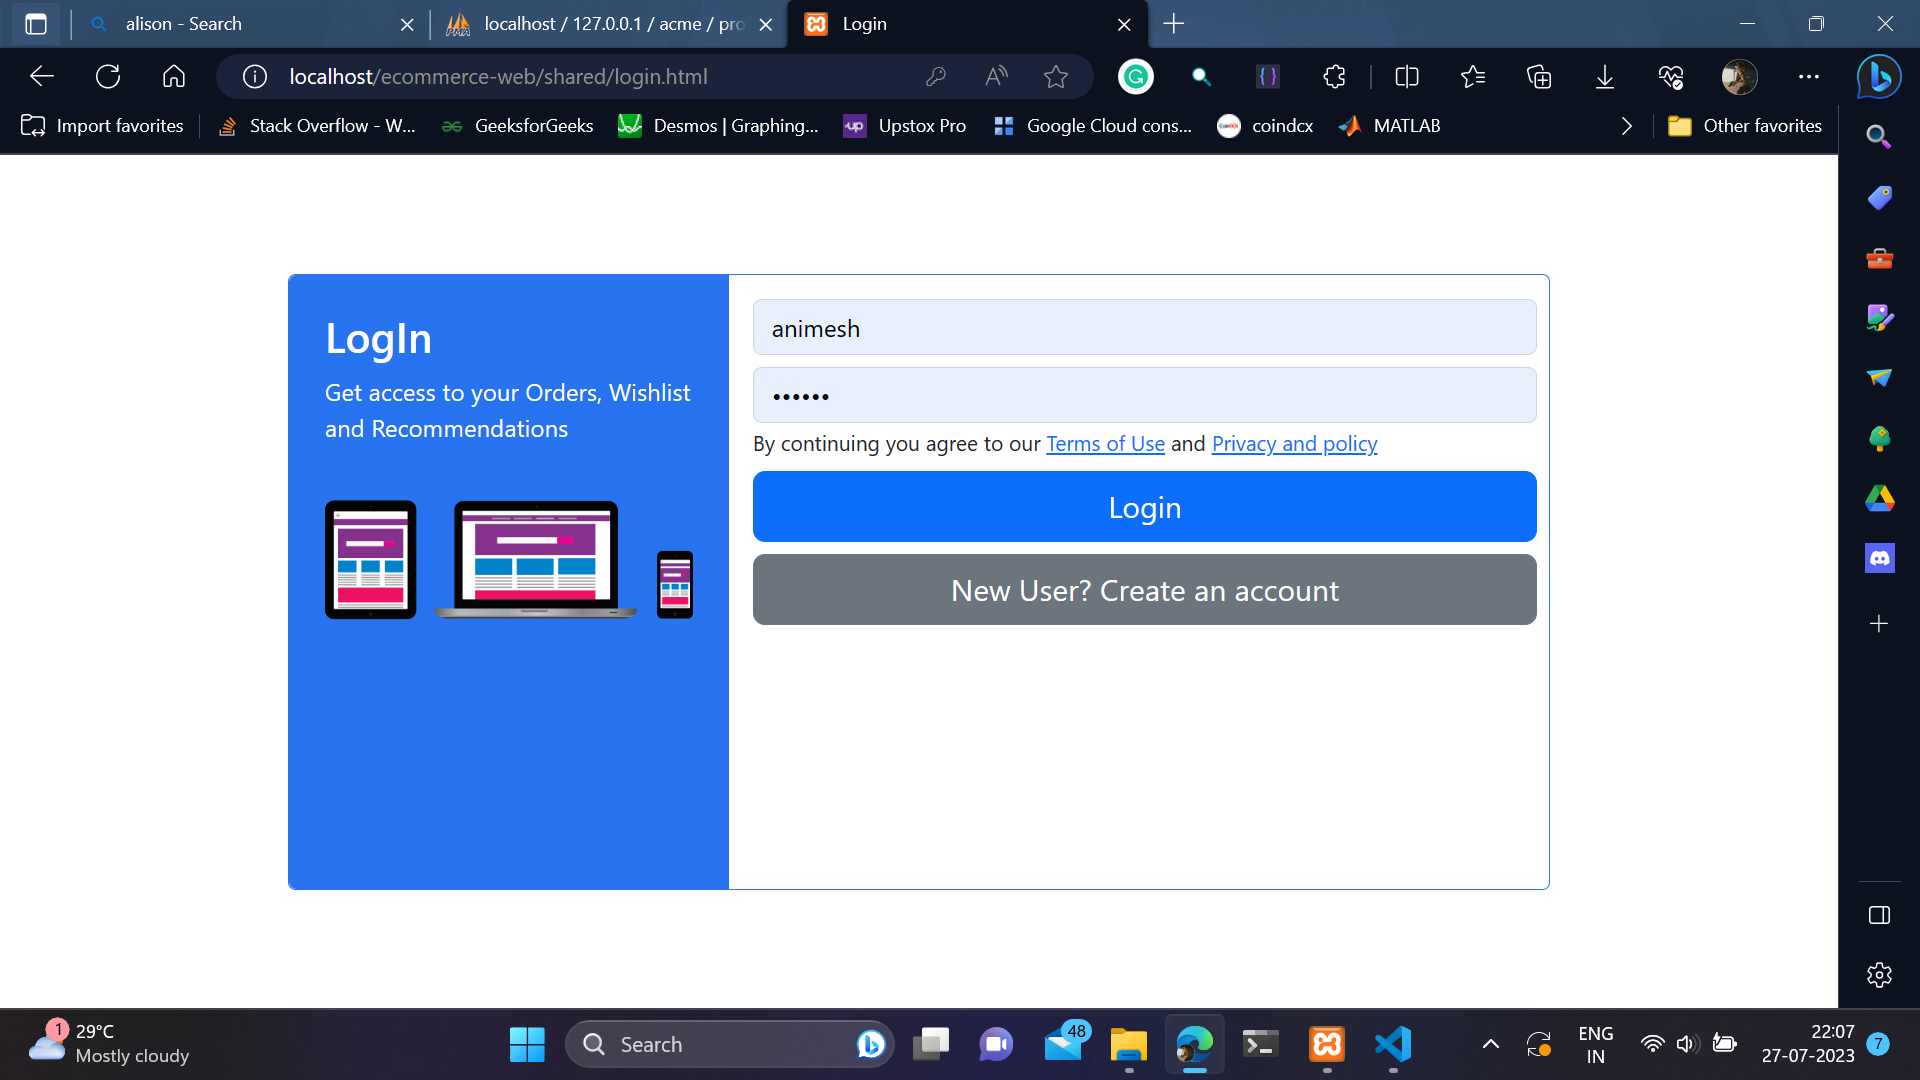 alison - Search
localhost / 127.0.0.1 / acme / pro
Login
localhost/ecommerce-web/shared/login.html
Import favorites
Stack Overflow - W...
GeeksforGeeks
Desmos | Graphing...
up
Upstox Pro
Google Cloud cons...
coindcx
MATLAB
Other favorites
LogIn
Get access to your Orders, Wishlist
and Recommendations
animesh
••••••
By continuing you agree to our Terms of Use and Privacy and policy
Login
New User? Create an account
1
29°C
Mostly cloudy
Search
48
ENG
IN
22:07
27-07-2023
7